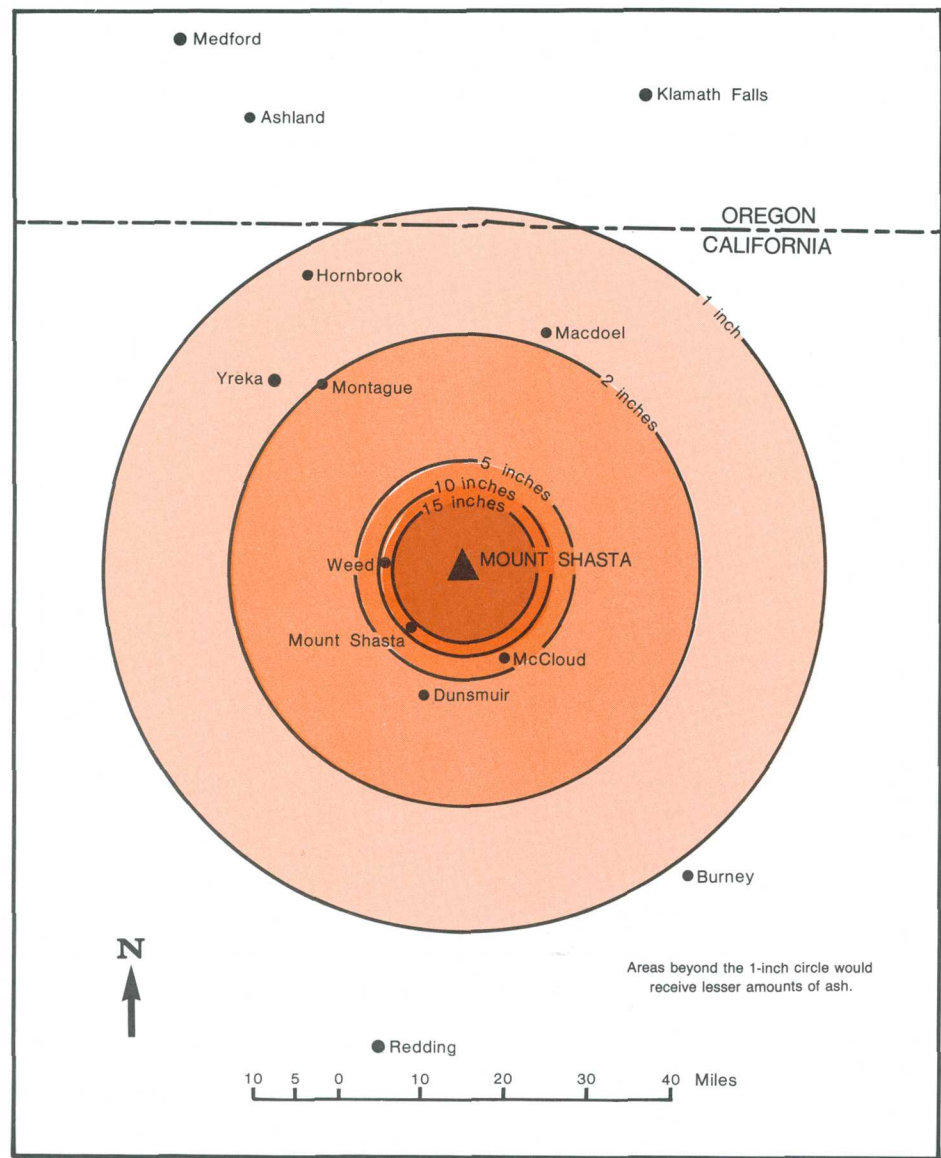 Medford
Klamath Falls
Ashland
OREGON
CALIFORNIA
Hornbrook
1 inch
Macdoel
Yreka
Montague
2 inches
5 inches
10 inches
15 inches
Weed
MOUNT SHASTA
Mount Shasta
McCloud
Dunsmuir
Burney
N
Areas beyond the 1-inch circle would
receive lesser amounts of ash.
Redding
10 5 0 10 20 30 40 Miles